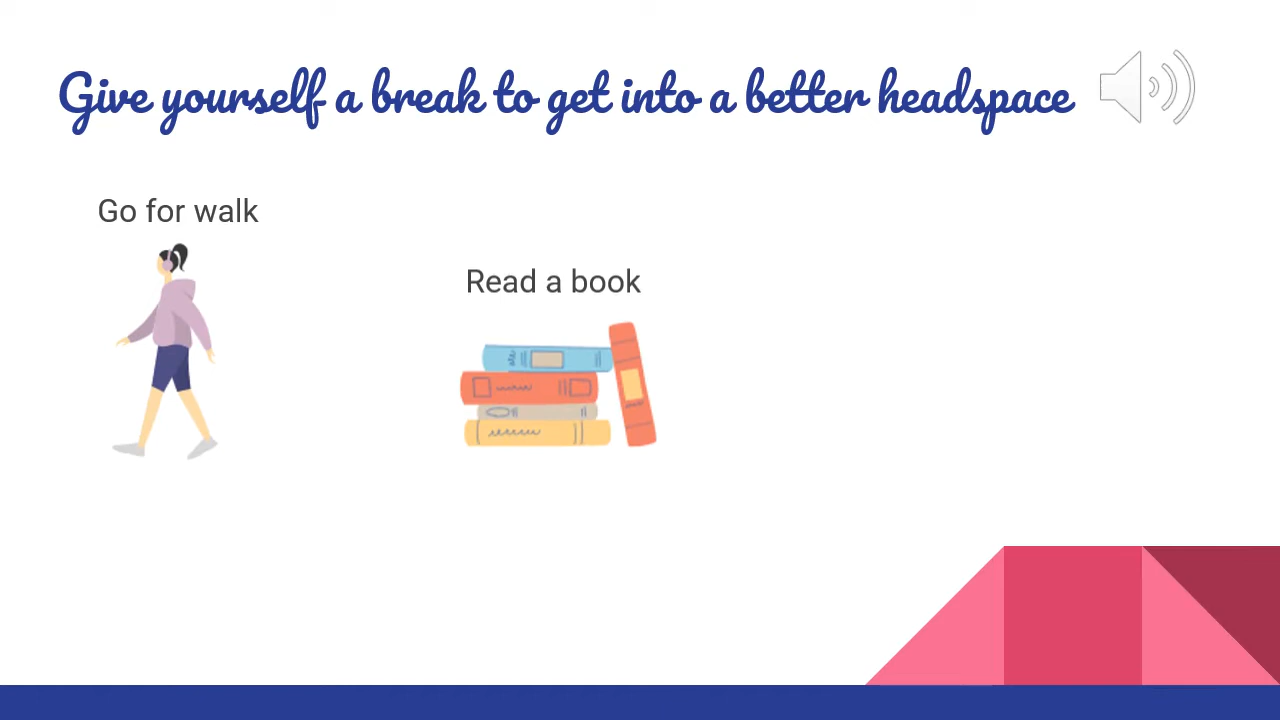 Give yourself a break to get into a better headspace
Go for walk
Read a book